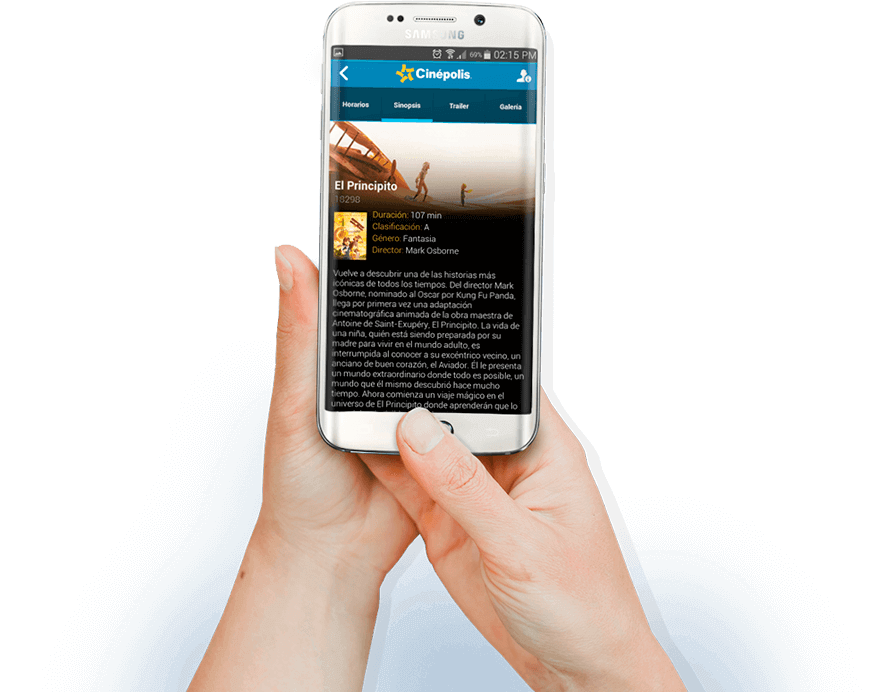 SAMSUNG
69% 02:15 PM
Cinépolis
Horarios Sinopsis Trailer Galería
El Principito
18298
Duración: 107 min
Clasificación: A
Género: Fantasia
Director: Mark Osborne
Vuelve a descubrir una de las historias más
icónicas de todos los tiempos. Del director Mark
Osborne, nominado al Oscar por Kung Fu Panda,
llega por primera vez una adaptación
cinematográfica animada de la obra maestra de
Antoine de Saint-Exupéry, El Principito. La vida de
una niña, quién está siendo preparada por su
madre para vivir en el mundo adulto, es
interrumpida al conocer a su excéntrico vecino, un
anciano de buen corazón, el Aviador. Él le presenta
un mundo extraordinario donde todo es posible, un
mundo que él mismo descubrió hace mucho
tiempo. Ahora comienza un viaje mágico en el
universo de El Principito donde aprenderán que lo